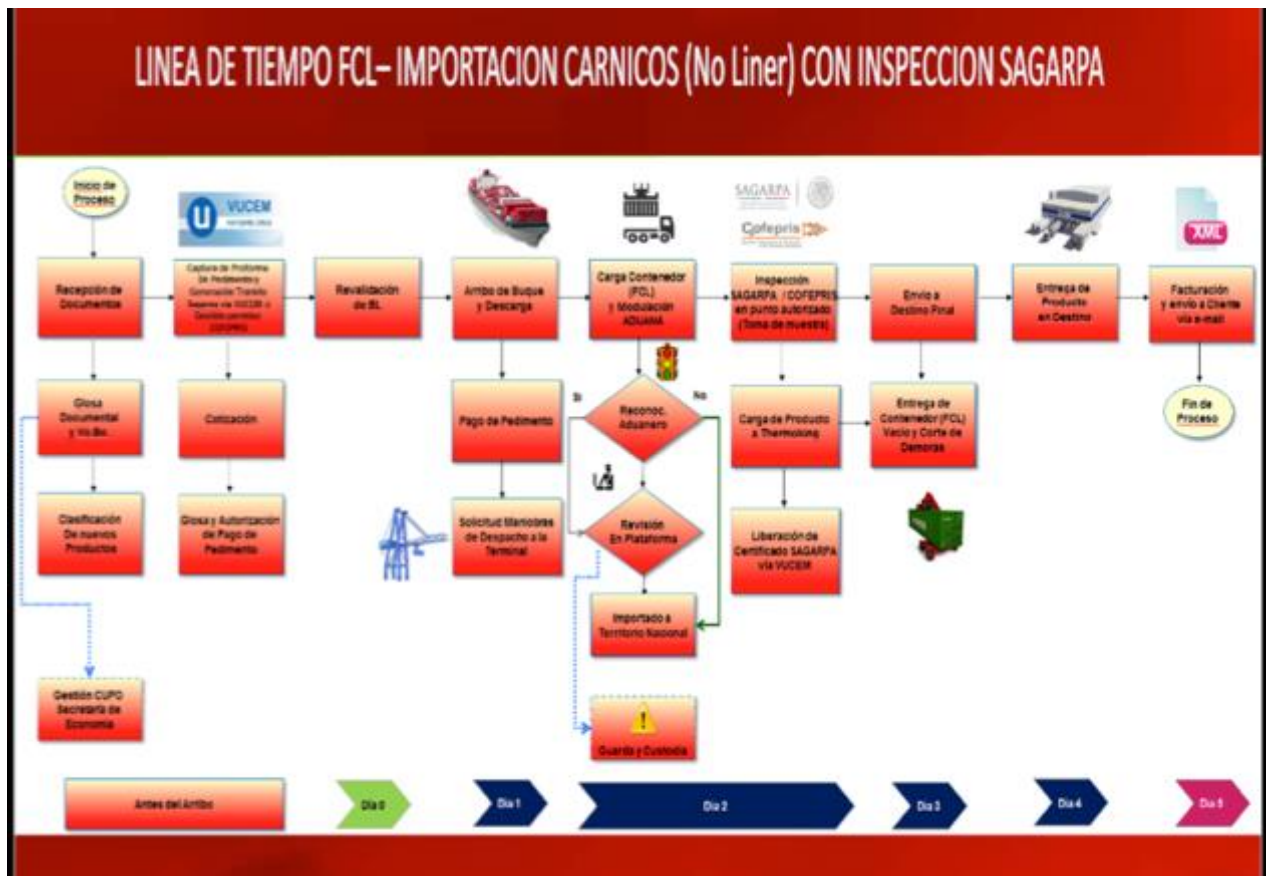 LINEA DE TIEMPO FCL– IMPORTACION CARNICOS (No Liner) CON INSPECCION SAGARPA
Inicio de
Proceso
VUCEM
SAGARPA
Cofepris
XML
Recepción de
Documentos
Captura de Proforma
De Pedimento y
COFEPRIS
Revalidación
de BL
Arribo de Buque
y Descarga
Carga Contenedor
(FCL)
y Modulación
ADUANA
Inspección
SAGARPA / COFEPRIS
en punto autorizado
(Toma de muestra)
Envío a
Destino Final
Entrega de
Producto
en Destino
Facturación
y envío a Cliente
Vía e-mail
Glosa
Documental
y Vo.Bo.
Cotización
Pago de Pedimento
Si
Reconoc.
Aduanero
No
Carga de Producto
a Thermoking
Entrega de
Contenedor (FCL)
Vacío y Corte de
Demoras
Fin de
Proceso
Clasificación
De nuevos
Productos
Glosa y Autorización
de Pago de
Pedimento
Solicitud Maniobras
de Despacho a la
Terminal
Revisión
En Plataforma
Liberación de
Certificado SAGARPA
vía VUCEM
Importado a
Territorio Nacional
Gestión CUPO
Secretaría de
Economía
Guarda y Custodia
Antes del Arribo
Día 0
Día 1
Día 2
Día 3
Día 4
Día 5